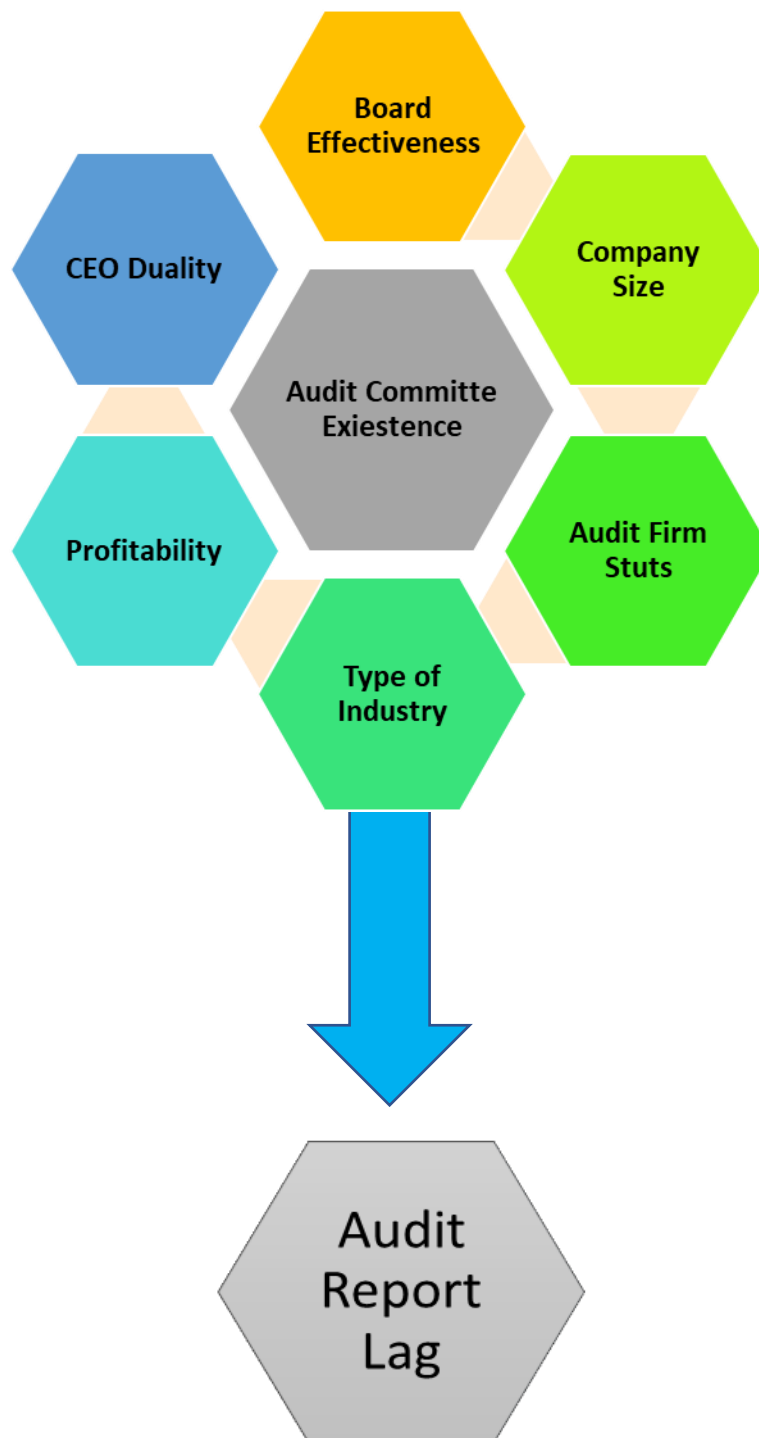 Board
Effectiveness
CEO Duality
Company
Size
Audit Committe
Exiestence
Profitability
Audit Firm
Stuts
Type of
Industry
Audit
Report
Lag